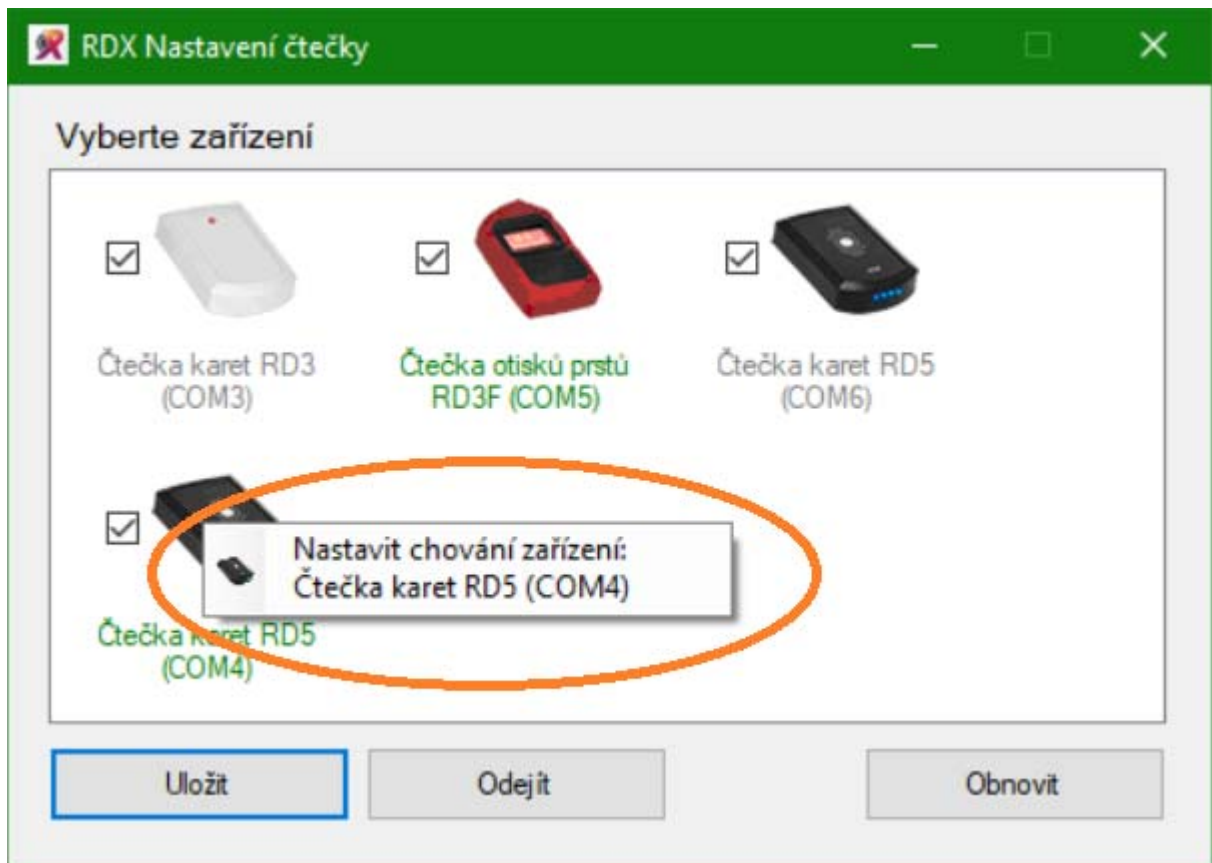 RDX Nastavení čtečky
Vyberte zařízení
Čtečka karet RD3
(COM3)
Čtečka otisků prstů
RD3F (COM5)
Čtečka karet RD5
(COM6)
Nastavit chování zařízení:
Čtečka karet RD5 (COM4)
Čtečka karet RD5
(COM4)
Uložit
Odejít
Obnovit